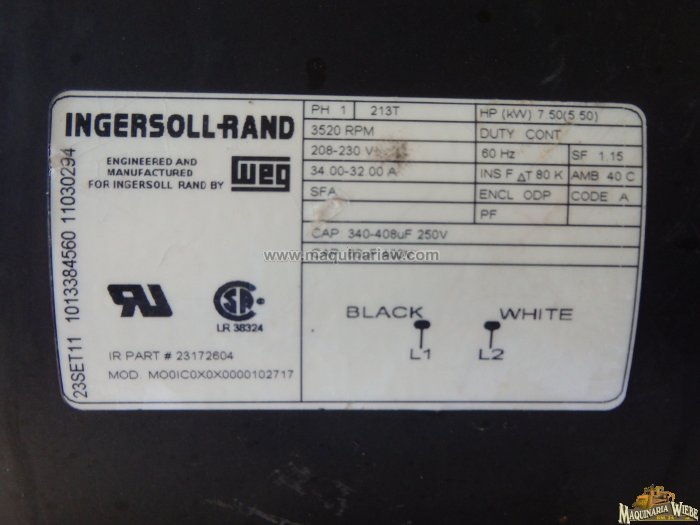 INGERSOLL-RAND
ENGINEERED AND
MANUFACTURED
FOR INGERSOLL RAND BY
WEG
23SET11 1013384560 11030294
LR 38324
IR PART # 23172604
MOD. MO0IC0X0X0000102717
PH 1 213T HP (kW) 7.50(5 50)
3520 RPM DUTY CONT
208-230 V 60 Hz SF 1.15
34 00-32 00 A INS F ΔT 80 K AMB 40 C
SFA ENCL ODP CODE A
PF
CAP 340-408uF 250V
CAP
www.maquinariaw.com
BLACK WHITE
L1 L2
MAQUINARIA WIEBE